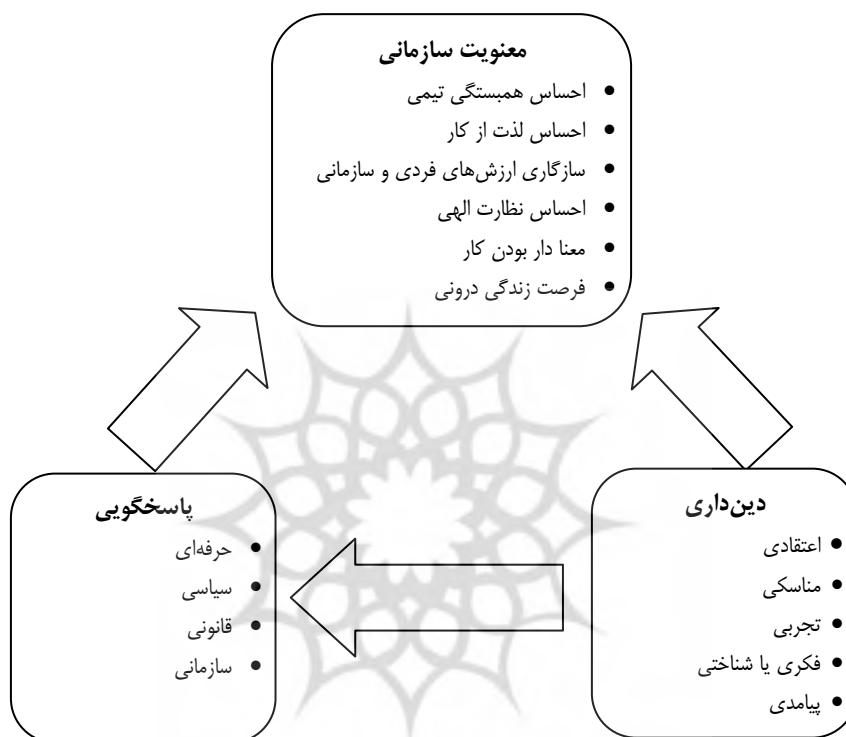 معنویت سازمانی
• احساس همبستگی تیمی
• احساس لذت از کار
• سازگاری ارزش‌های فردی و سازمانی
• احساس نظارت الهی
• معنا دار بودن کار
• فرصت زندگی درونی
دین‌داری
• اعتقادی
• مناسکی
• تجربی
• فکری یا شناختی
• پیامدی
پاسخگویی
• حرفه‌ای
• سیاسی
• قانونی
• سازمانی